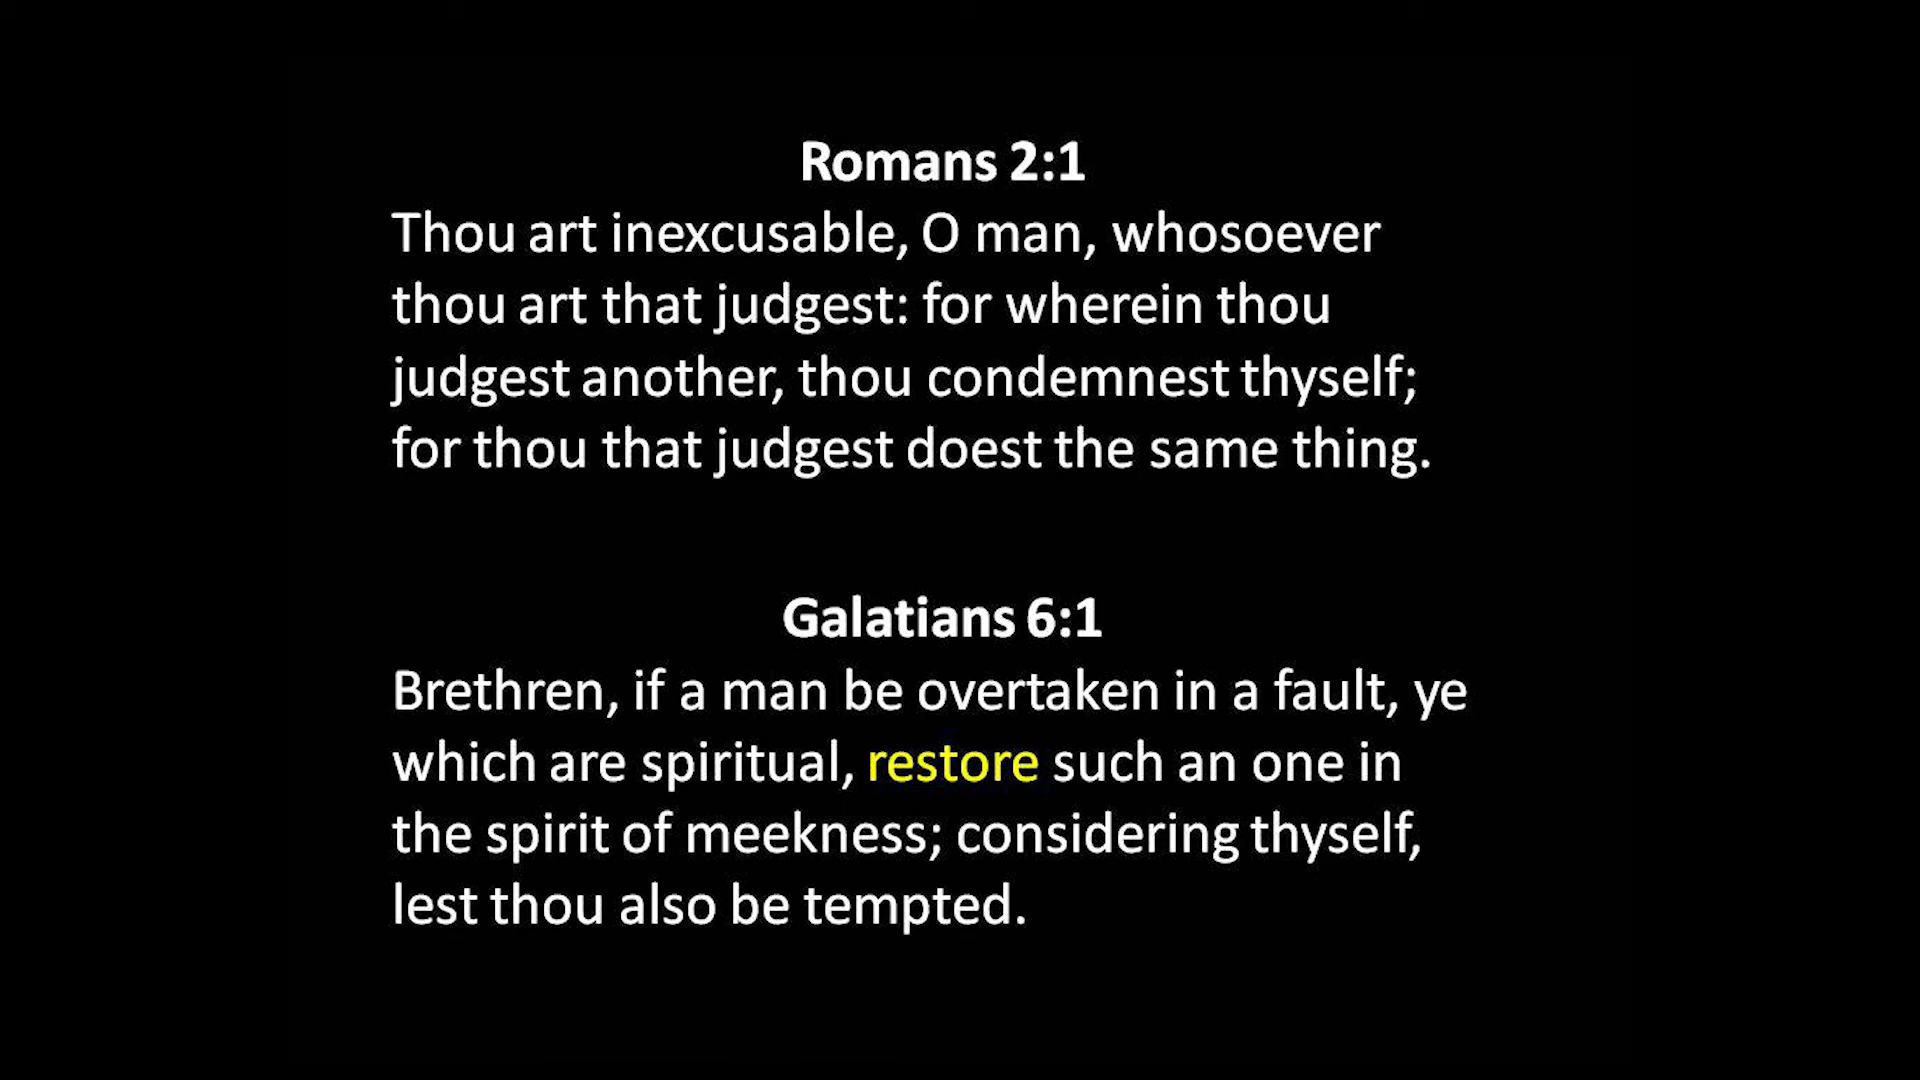 Romans 2:1
Thou art inexcusable, O man, whosoever
thou art that judgest: for wherein thou
judgest another, thou condemnest thyself;
for thou that judgest doest the same thing.
Galatians 6:1
Brethren, if a man be overtaken in a fault, ye
which are spiritual, restore such an one in
the spirit of meekness; considering thyself,
lest thou also be tempted.